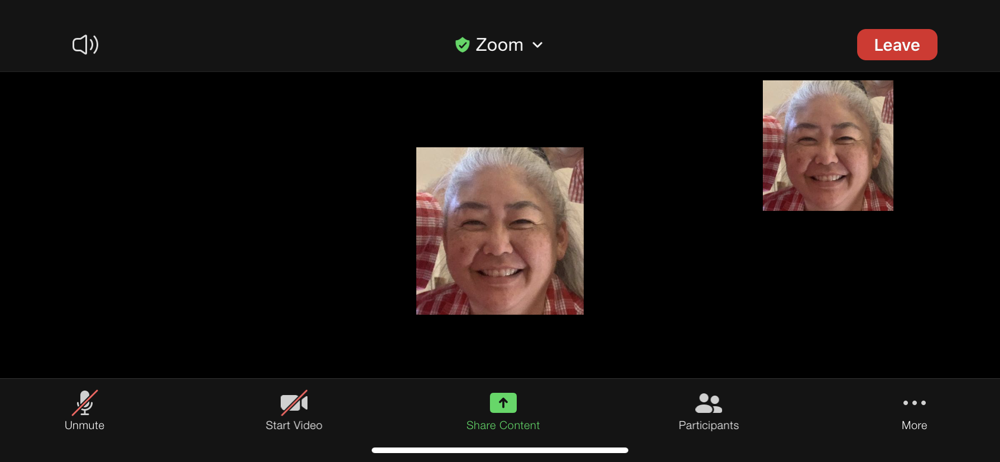 Zoom
Leave
Unmute
Start Video
Share Content
Participants
More